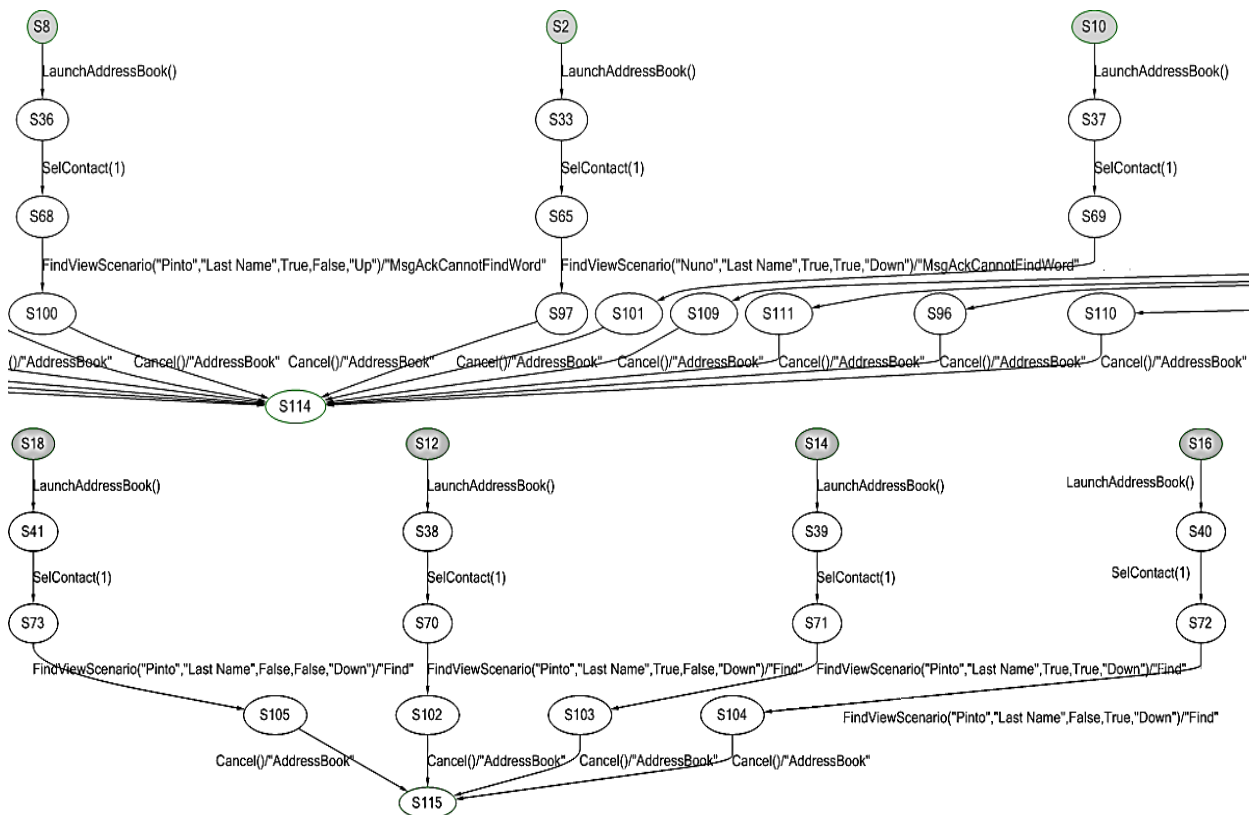 S8 S2 S10
LaunchAddressBook() LaunchAddressBook() LaunchAddressBook()
S36 S33 S37
SelContact(1) SelContact(1) SelContact(1)
S68 S65 S69
FindViewScenario("Pinto","Last Name",True,False,"Up")/"MsgAckCannotFindWord" FindViewScenario("Nuno","Last Name",True,True,"Down")/"MsgAckCannotFindWord"
S100 S97 S101 S109 S111 S96 S110
()/"AddressBook" Cancel()/"AddressBook" Cancel()/"AddressBook" Cancel()/"AddressBook" Cancel()/"AddressBook" Cancel()/"AddressBook" Cancel()/"AddressBook" Cancel()/"AddressBook"
S114
S18 S12 S14 S16
LaunchAddressBook() LaunchAddressBook() LaunchAddressBook() LaunchAddressBook()
S41 S38 S39 S40
SelContact(1) SelContact(1) SelContact(1) SelContact(1)
S73 S70 S71 S72
FindViewScenario("Pinto","Last Name",False,False,"Down")/"Find" FindViewScenario("Pinto","Last Name",True,False,"Down")/"Find" FindViewScenario("Pinto","Last Name",True,True,"Down")/"Find"
S105 S102 S103 S104 FindViewScenario("Pinto","Last Name",False,True,"Down")/"Find"
Cancel()/"AddressBook" Cancel()/"AddressBook" Cancel()/"AddressBook" Cancel()/"AddressBook"
S115